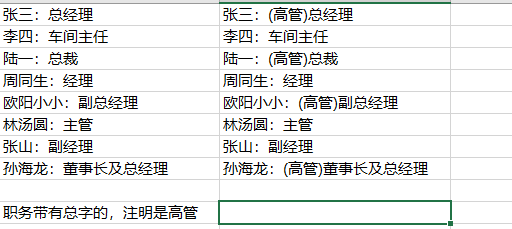 张三：总经理 张三：(高管)总经理
李四：车间主任 李四：车间主任
陆一：总裁 陆一：(高管)总裁
周同生：经理 周同生：经理
欧阳小小：副总经理 欧阳小小：(高管)副总经理
林汤圆：主管 林汤圆：主管
张山：副经理 张山：副经理
孙海龙：董事长及总经理 孙海龙：(高管)董事长及总经理
职务带有总字的，注明是高管